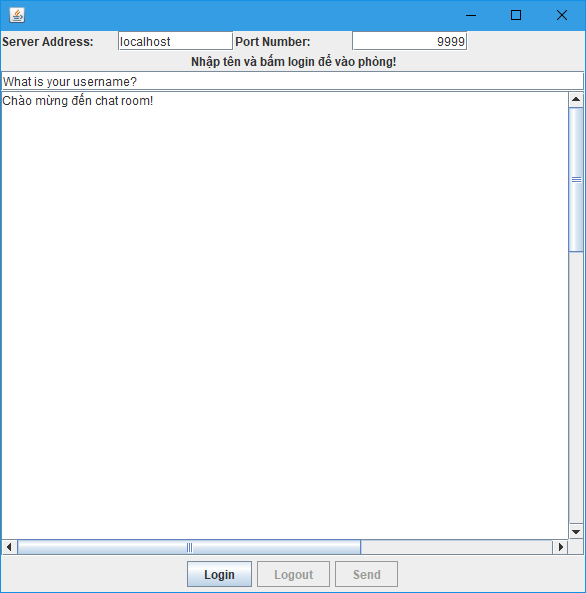 Server Address: localhost Port Number: 9999
Nhập tên và bấm login để vào phòng!
What is your username?
Chào mừng đến chat room!
Login Logout Send